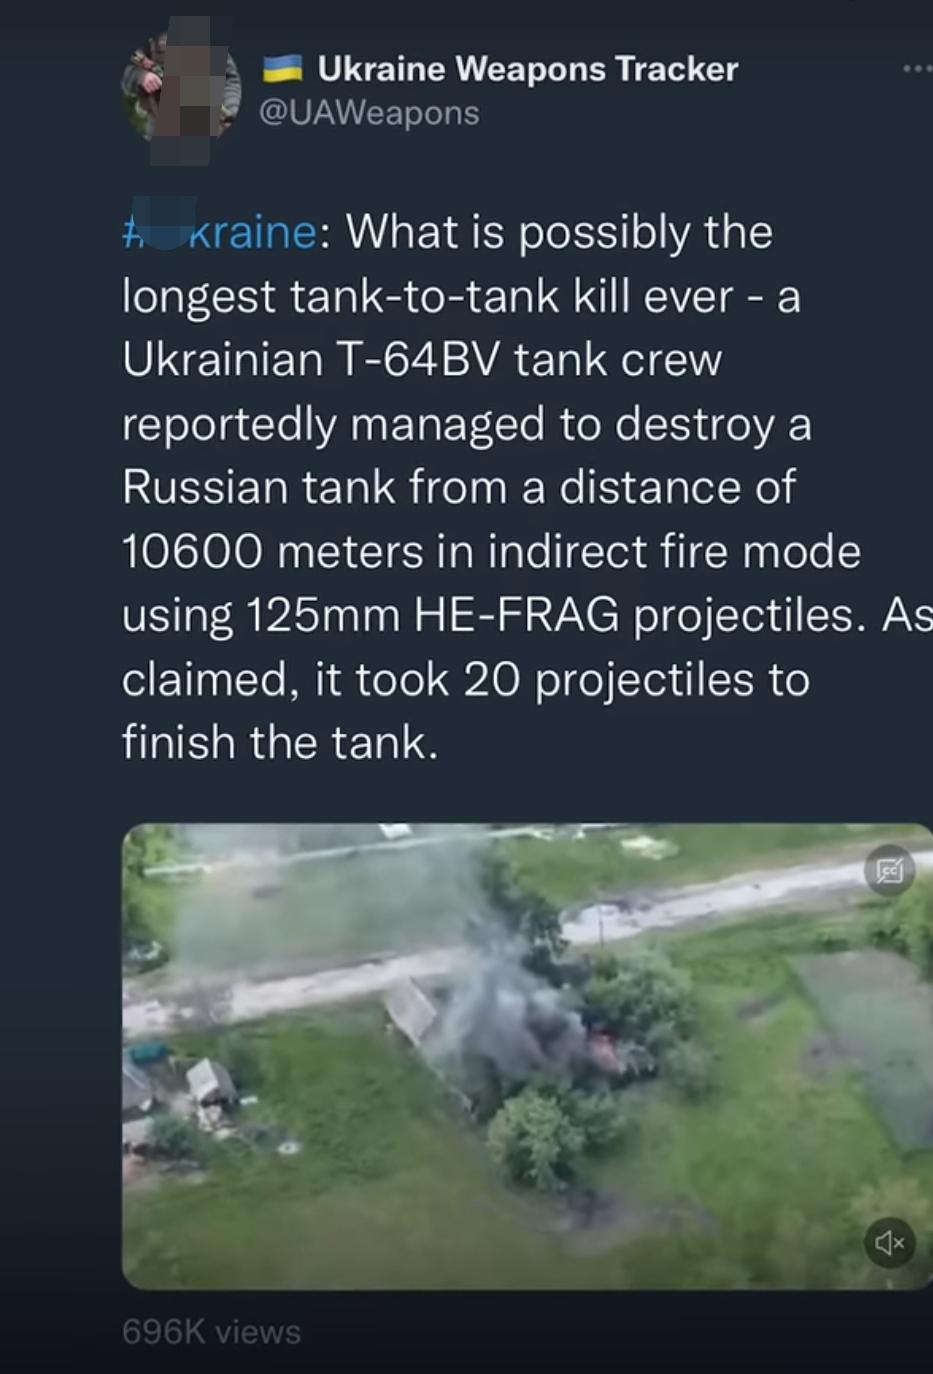 🇺🇦 Ukraine Weapons Tracker
@UAWeapons
kraine: What is possibly the
longest tank-to-tank kill ever - a
Ukrainian T-64BV tank crew
reportedly managed to destroy a
Russian tank from a distance of
10600 meters in indirect fire mode
using 125mm HE-FRAG projectiles. As
claimed, it took 20 projectiles to
finish the tank.
CC
696K views